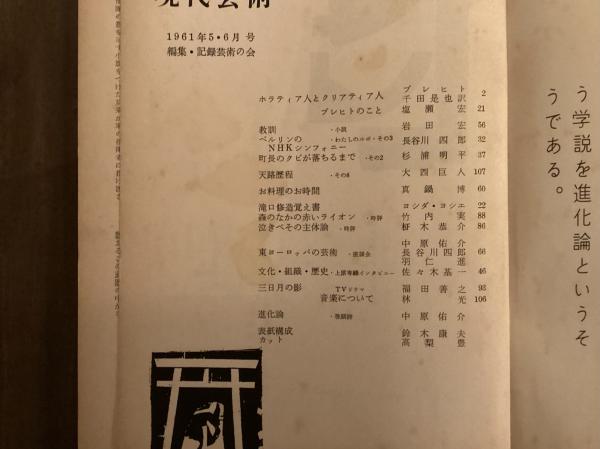 現代芸術
1961年5・6月 号
編集・記録芸術の会
ホラティア人とクリアティア人 ブレヒト 千田是也訳 2
ブレヒトのこと 塩瀬宏 21
教訓 ・小説 岩田宏 56
ベルリンの NHKシンフォニー ・わたしのルポ・その3 長谷川四郎 32
町長のクビが落ちるまで ・その2 杉浦明平 37
天路歴程 大西巨人 107
お料理のお時間 真鍋博 60
滝口修造覚え書 ヨシダ・ヨシエ 22
森のなかの赤いライオン ・時評 竹内実 88
泣きべその主体論 ・時評 柾木恭介 86
東ヨーロッパの芸術 ・座談会 中原佑介 長谷川四郎 羽仁進 66
文化・組織・歴史 ・上原専禄インタビュー 佐々木基一 46
三日月の影 TVドラマ 福田善之 93
音楽について 林光 106
進化論 ・巻頭詩 中原佑介
表紙構成 鈴木康夫
カット 高梨豊
う学説を進化論というそ
うである。